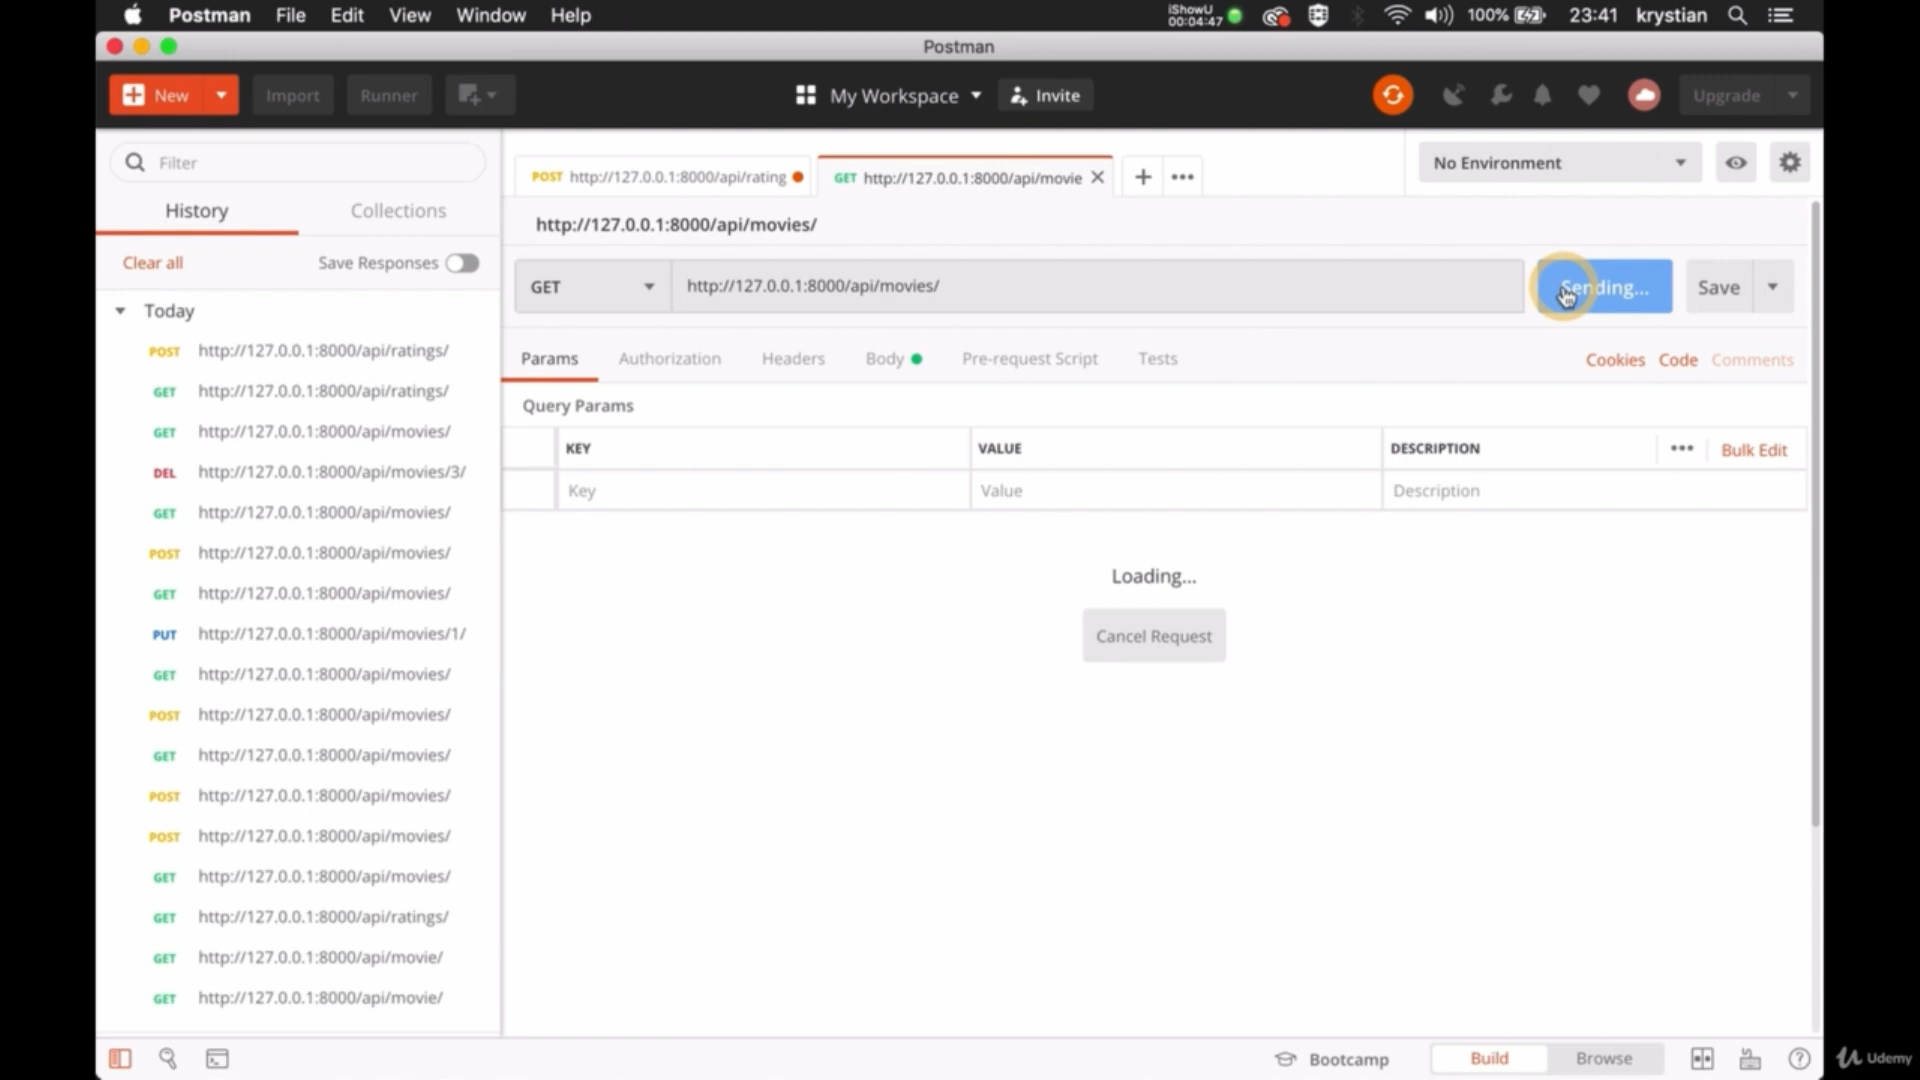 Postman File Edit View Window Help
iShowU
00:04:47
100%
23:41 krystian
Postman
New
Import
Runner
My Workspace
Invite
Upgrade
Filter
POST http://127.0.0.1:8000/api/rating
GET http://127.0.0.1:8000/api/movie
No Environment
History
Collections
http://127.0.0.1:8000/api/movies/
Clear all
Save Responses
GET
http://127.0.0.1:8000/api/movies/
Sending...
Save
Today
POST http://127.0.0.1:8000/api/ratings/
GET http://127.0.0.1:8000/api/ratings/
GET http://127.0.0.1:8000/api/movies/
DEL http://127.0.0.1:8000/api/movies/3/
GET http://127.0.0.1:8000/api/movies/
POST http://127.0.0.1:8000/api/movies/
GET http://127.0.0.1:8000/api/movies/
PUT http://127.0.0.1:8000/api/movies/1/
GET http://127.0.0.1:8000/api/movies/
POST http://127.0.0.1:8000/api/movies/
GET http://127.0.0.1:8000/api/movies/
POST http://127.0.0.1:8000/api/movies/
POST http://127.0.0.1:8000/api/movies/
GET http://127.0.0.1:8000/api/movies/
GET http://127.0.0.1:8000/api/ratings/
GET http://127.0.0.1:8000/api/movie/
GET http://127.0.0.1:8000/api/movie/
Params Authorization Headers Body Pre-request Script Tests
Cookies Code Comments
Query Params
KEY VALUE DESCRIPTION
Bulk Edit
Key Value Description
Loading...
Cancel Request
Bootcamp
Build
Browse
Udemy